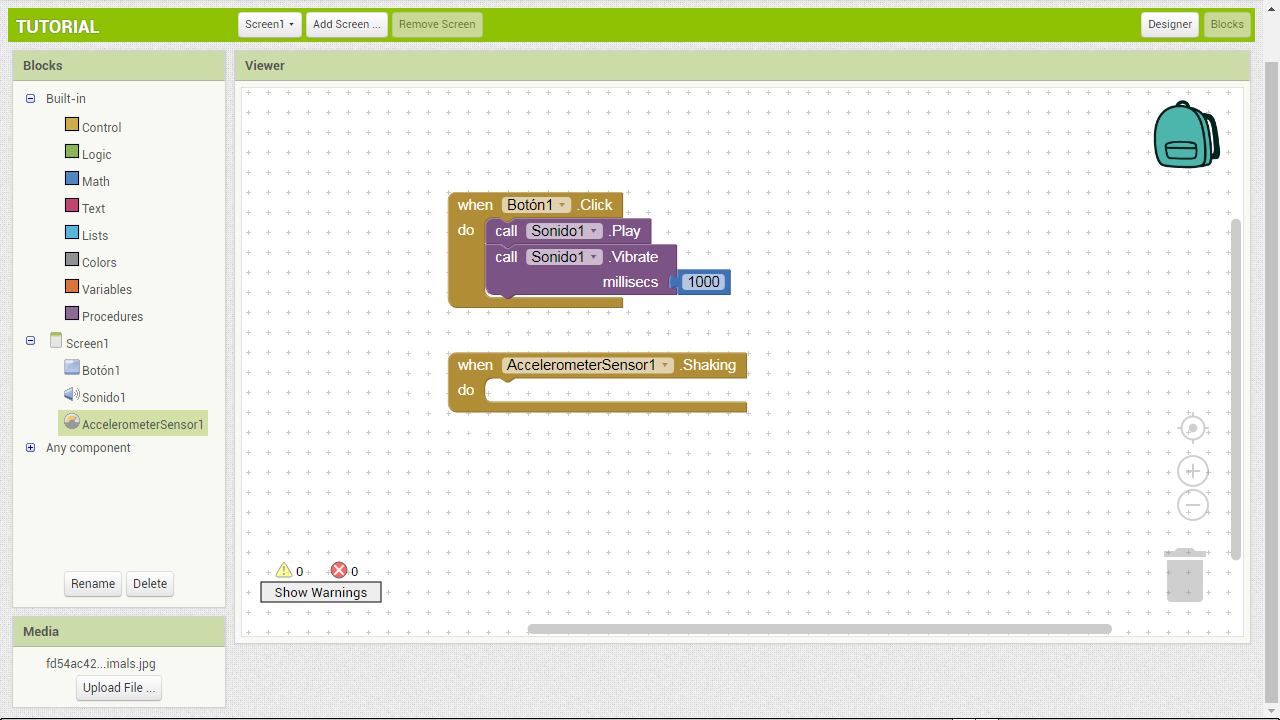 TUTORIAL
Screen1 Add Screen ... Remove Screen Designer Blocks
Blocks
Built-in
Control
Logic
Math
Text
Lists
Colors
Variables
Procedures
Screen1
Botón1
Sonido1
AccelerometerSensor1
Any component
Rename Delete
Media
fd54ac42...imals.jpg
Upload File ...
Viewer
when Botón1 .Click
do call Sonido1 .Play
call Sonido1 .Vibrate
millisecs 1000
when AccelerometerSensor1 .Shaking
do
0 0
Show Warnings